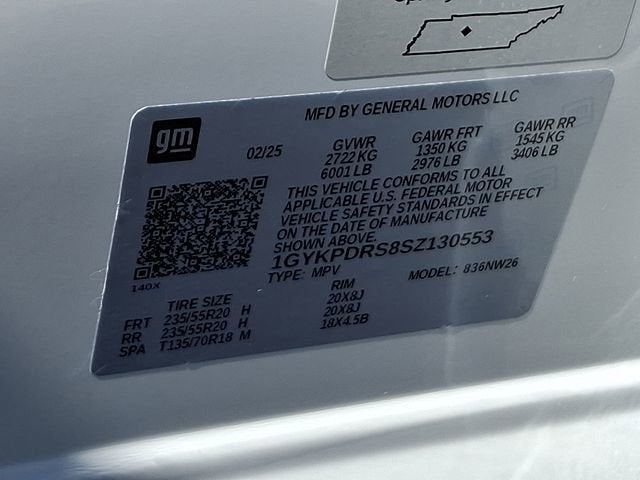 MFD BY GENERAL MOTORS LLC
gm
02/25
GVWR GAWR FRT GAWR RR
2722 KG 1350 KG 1545 KG
6001 LB 2976 LB 3406 LB
THIS VEHICLE CONFORMS TO ALL
APPLICABLE U.S. FEDERAL MOTOR
VEHICLE SAFETY STANDARDS IN EFFECT
ON THE DATE OF MANUFACTURE
SHOWN ABOVE.
1GYKPDRS8SZ130553
TYPE: MPV MODEL: 836NW26
140X
TIRE SIZE RIM
FRT 235/55R20 H 20X8J
RR 235/55R20 H 20X8J
SPA T135/70R18 M 18X4.5B